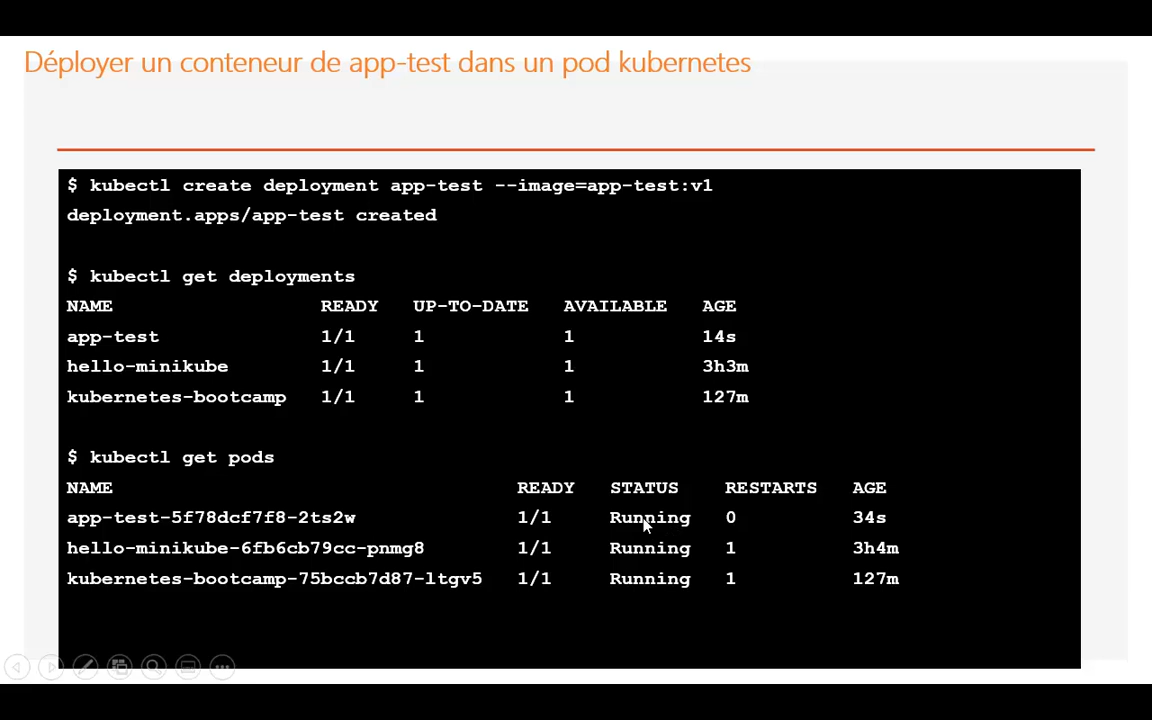 Déployer un conteneur de app-test dans un pod kubernetes
$ kubectl create deployment app-test --image=app-test:v1
deployment.apps/app-test created
$ kubectl get deployments
NAME READY UP-TO-DATE AVAILABLE AGE
app-test 1/1 1 1 14s
hello-minikube 1/1 1 1 3h3m
kubernetes-bootcamp 1/1 1 1 127m
$ kubectl get pods
NAME READY STATUS RESTARTS AGE
app-test-5f78dcf7f8-2ts2w 1/1 Running 0 34s
hello-minikube-6fb6cb79cc-pnmg8 1/1 Running 1 3h4m
kubernetes-bootcamp-75bccb7d87-ltgv5 1/1 Running 1 127m